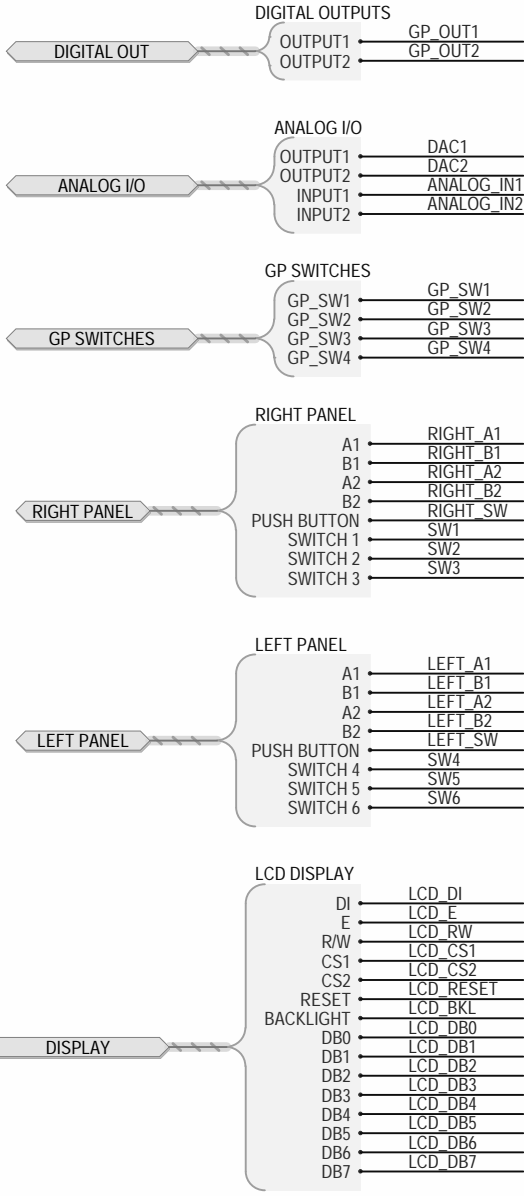 DIGITAL OUTPUTS
DIGITAL OUT
OUTPUT1 GP_OUT1
OUTPUT2 GP_OUT2
ANALOG I/O
ANALOG I/O
OUTPUT1 DAC1
OUTPUT2 DAC2
INPUT1 ANALOG_IN1
INPUT2 ANALOG_IN2
GP SWITCHES
GP SWITCHES
GP_SW1 GP_SW1
GP_SW2 GP_SW2
GP_SW3 GP_SW3
GP_SW4 GP_SW4
RIGHT PANEL
RIGHT PANEL
A1 RIGHT_A1
B1 RIGHT_B1
A2 RIGHT_A2
B2 RIGHT_B2
PUSH BUTTON RIGHT_SW
SWITCH 1 SW1
SWITCH 2 SW2
SWITCH 3 SW3
LEFT PANEL
LEFT PANEL
A1 LEFT_A1
B1 LEFT_B1
A2 LEFT_A2
B2 LEFT_B2
PUSH BUTTON LEFT_SW
SWITCH 4 SW4
SWITCH 5 SW5
SWITCH 6 SW6
LCD DISPLAY
DISPLAY
DI LCD_DI
E LCD_E
R/W LCD_RW
CS1 LCD_CS1
CS2 LCD_CS2
RESET LCD_RESET
BACKLIGHT LCD_BKL
DB0 LCD_DB0
DB1 LCD_DB1
DB2 LCD_DB2
DB3 LCD_DB3
DB4 LCD_DB4
DB5 LCD_DB5
DB6 LCD_DB6
DB7 LCD_DB7